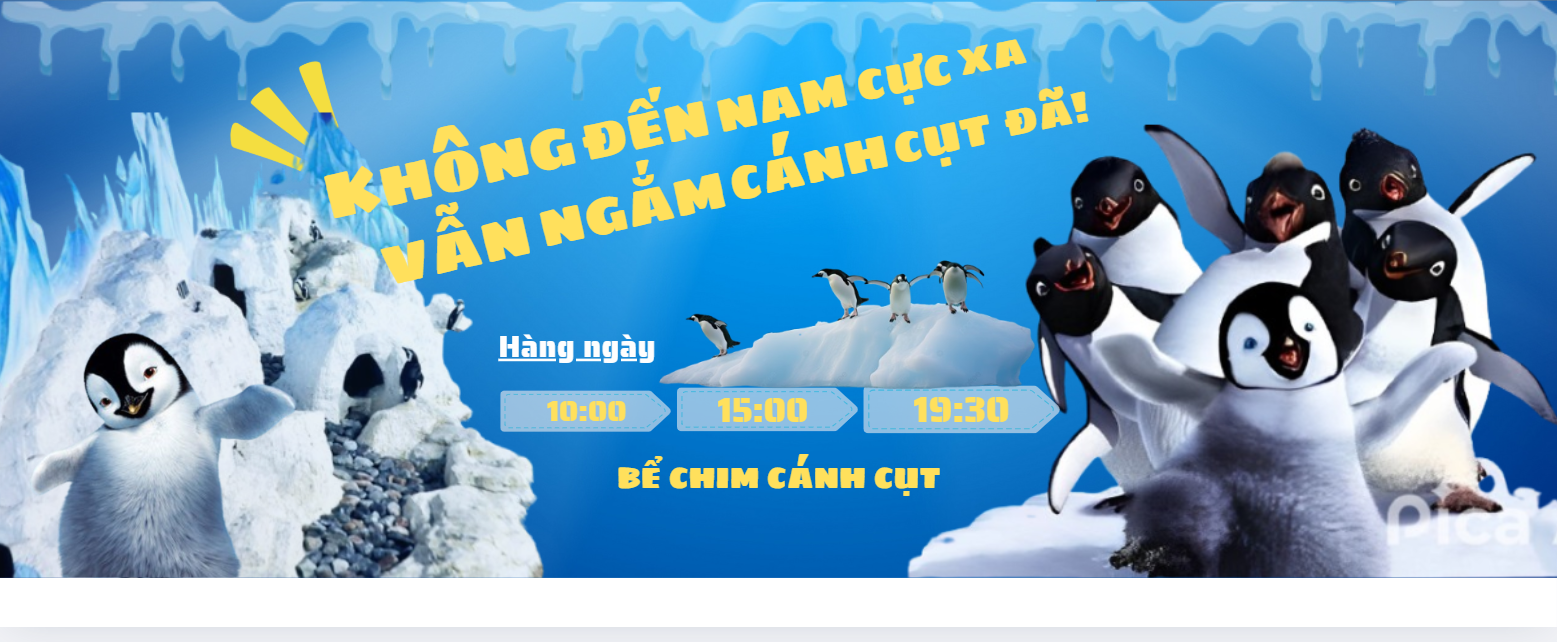 KHÔNG ĐẾN NAM CỰC XA
VẪN NGẮM CÁNH CỤT ĐÃ!
Hàng ngày
10:00 15:00 19:30
BỂ CHIM CÁNH CỤT
Pica